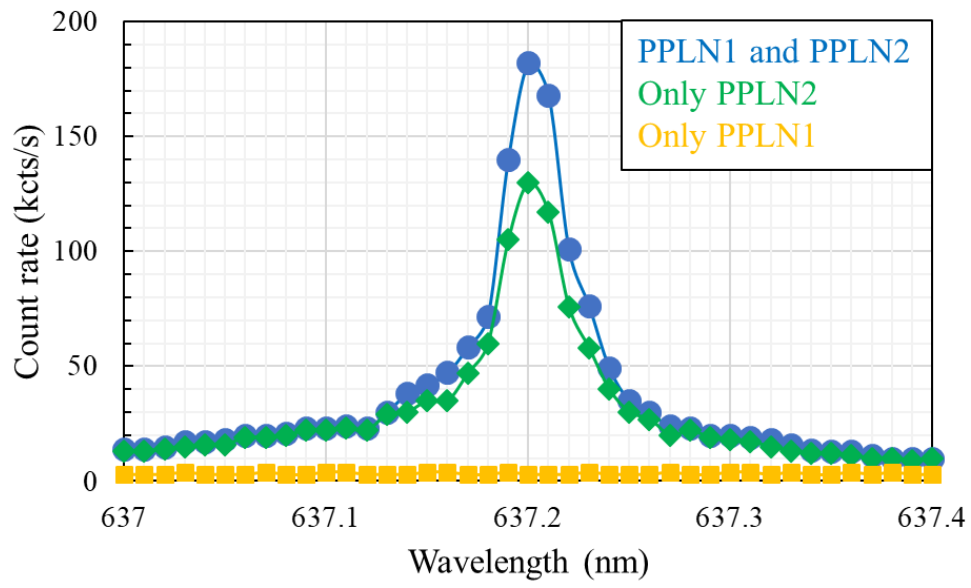 200
150
100
50
0
Count rate (kcts/s)
PPLN1 and PPLN2
Only PPLN2
Only PPLN1
637
637.1
637.2
637.3
637.4
Wavelength (nm)